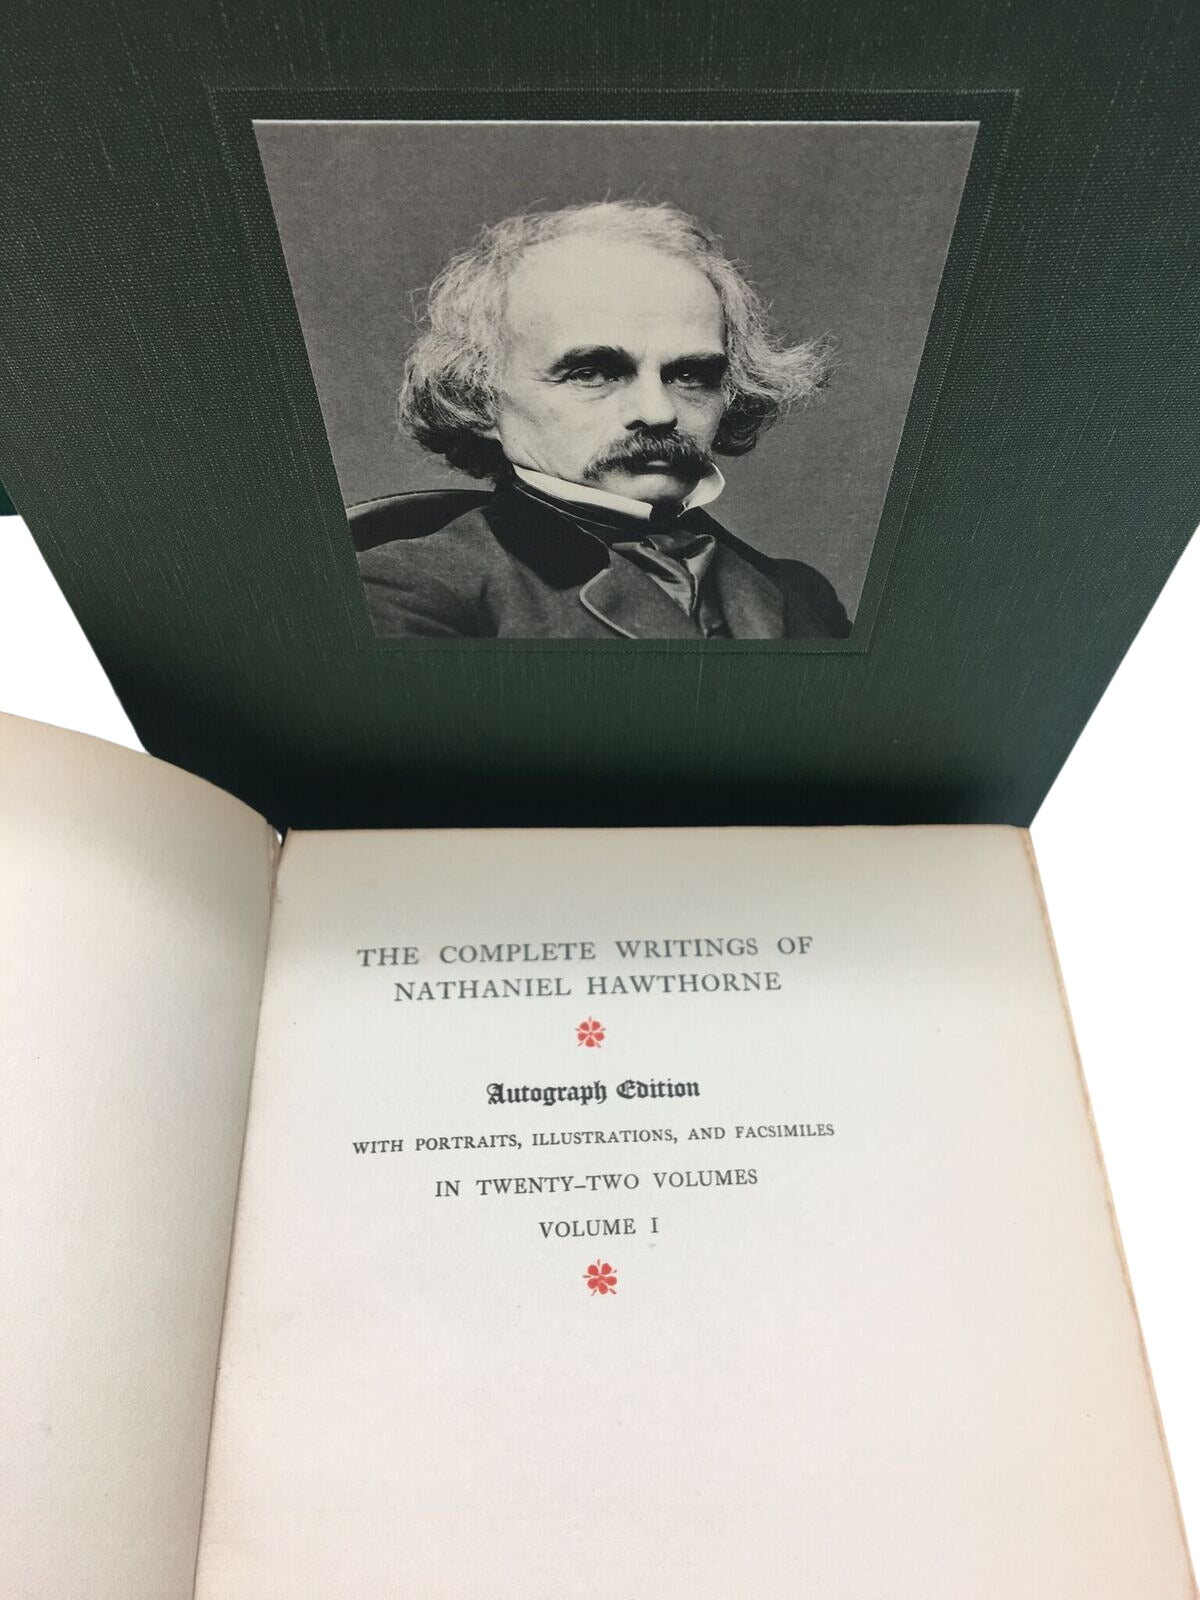 THE COMPLETE WRITINGS OF
NATHANIEL HAWTHORNE
Autograph Edition
WITH PORTRAITS, ILLUSTRATIONS, AND FACSIMILES
IN TWENTY–TWO VOLUMES
VOLUME I